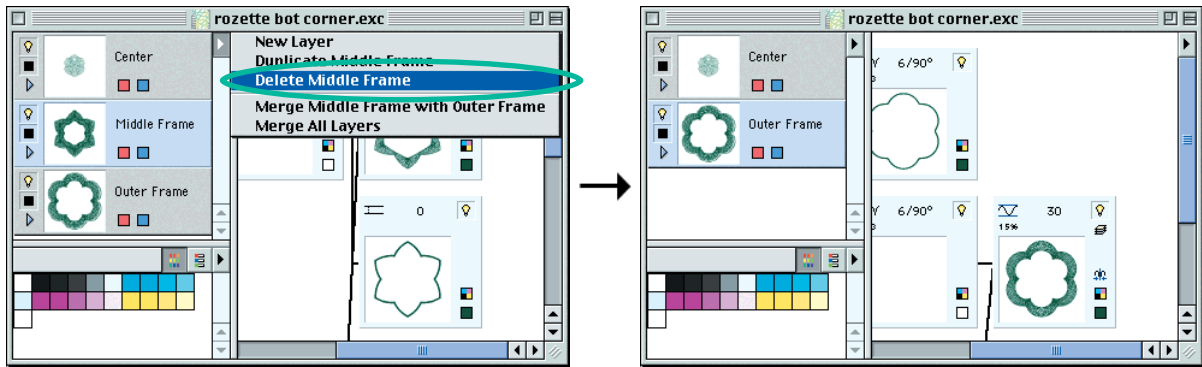 rozette bot corner.exc
Center
Middle Frame
Outer Frame
New Layer
Duplicate Middle Frame
Delete Middle Frame
Merge Middle Frame with Outer Frame
Merge All Layers
0
rozette bot corner.exc
Center
Outer Frame
6/90°
6/90°
30
15%